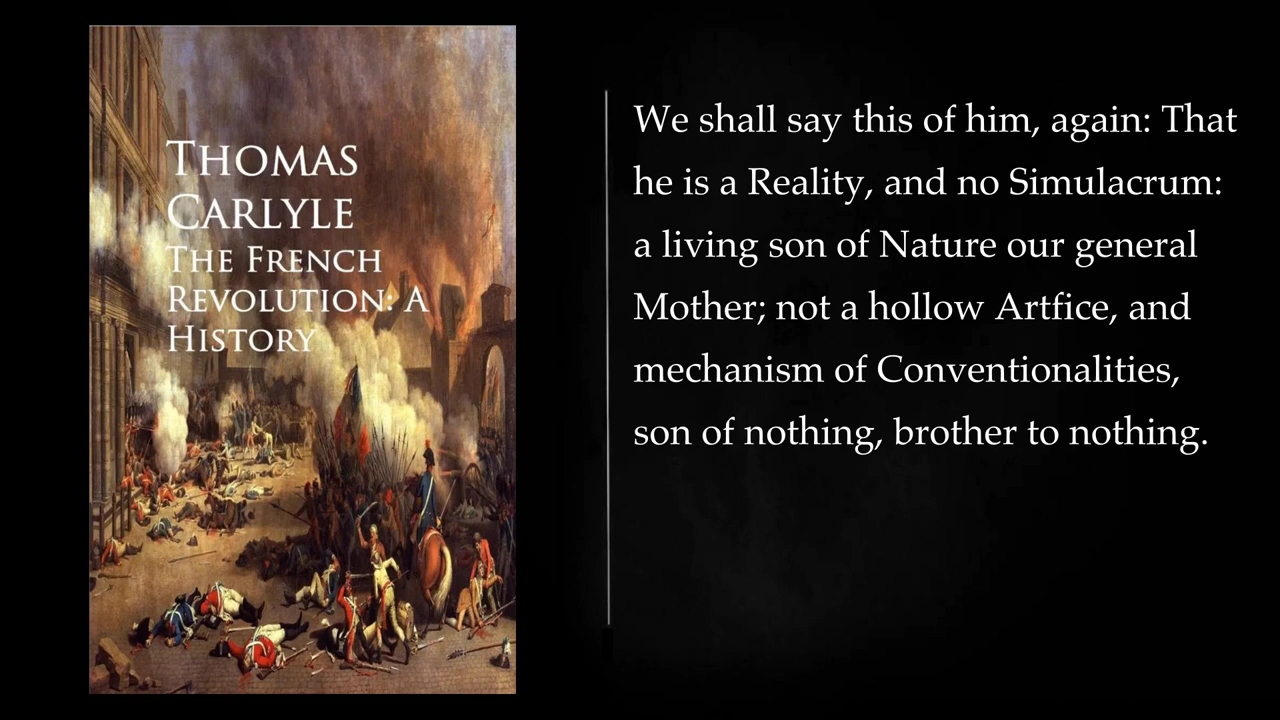 THOMAS
CARLYLE
THE FRENCH
REVOLUTION: A
HISTORY
We shall say this of him, again: That
he is a Reality, and no Simulacrum:
a living son of Nature our general
Mother; not a hollow Artfice, and
mechanism of Conventionalities,
son of nothing, brother to nothing.